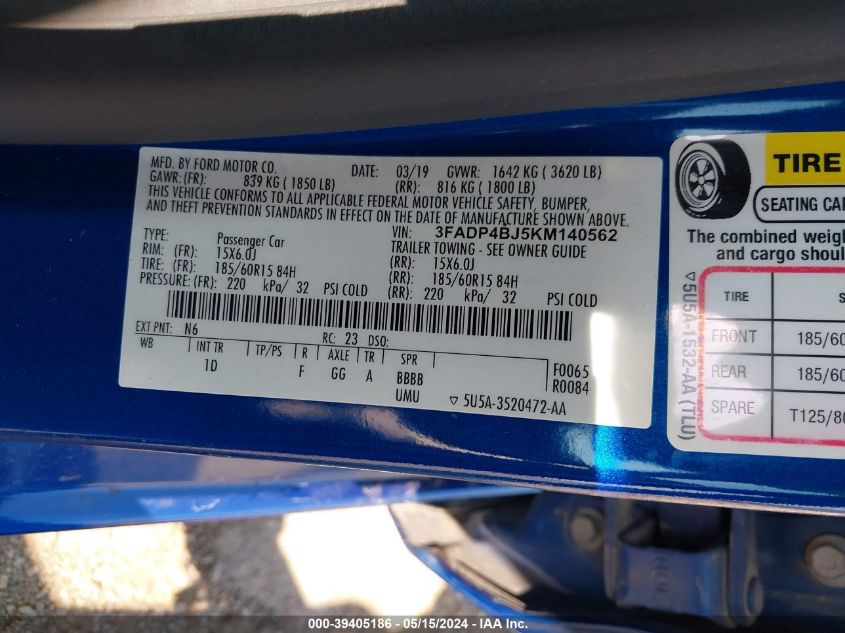 MFD. BY FORD MOTOR CO. DATE: 03/19 GVWR: 1642 KG ( 3620 LB)
GAWR: (FR): 839 KG ( 1850 LB) (RR): 816 KG ( 1800 LB)
THIS VEHICLE CONFORMS TO ALL APPLICABLE FEDERAL MOTOR VEHICLE SAFETY, BUMPER,
AND THEFT PREVENTION STANDARDS IN EFFECT ON THE DATE OF MANUFACTURE SHOWN ABOVE.
VIN: 3FADP4BJ5KM140562
TYPE: Passenger Car TRAILER TOWING - SEE OWNER GUIDE
RIM: (FR): 15X6.0J (RR): 15X6.0J
TIRE: (FR): 185/60R15 84H (RR): 185/60R15 84H
PRESSURE: (FR): 220 kPa/ 32 PSI COLD (RR): 220 kPa/ 32 PSI COLD
EXT PNT: N6 RC: 23 DSO:
WB INT TR TP/PS R AXLE TR SPR F0065
1D F GG A BBBB R0084
UMU ▽ 5U5A-3520472-AA
TIRE
SEATING CA
The combined weigh
and cargo shoul
TIRE S
FRONT 185/60
REAR 185/60
SPARE T125/80
▽5U5A-1532-AA (TLU)
000-39405186 - 05/15/2024 - IAA Inc.